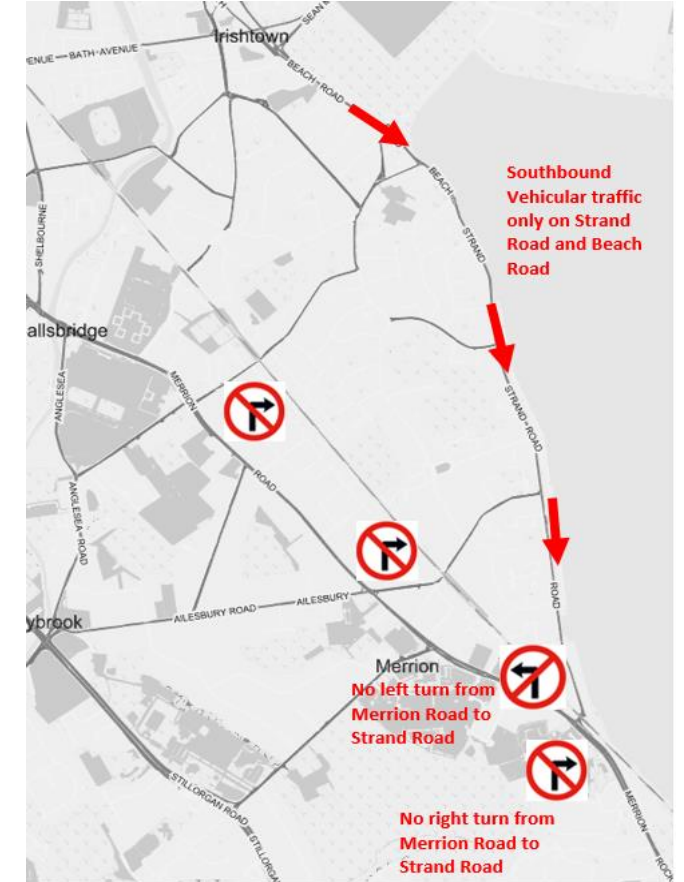 Irishtown
SEAN
ENUE
BATH-AVENUE
BEACH-ROAD
BEACH
STRAND
Southbound
Vehicular traffic
only on Strand
Road and Beach
Road
SHELBOURNE
allsbridge
ANGLESEA
MERRION
ROAD
STRAND-ROAD
ANGLESEA-ROAD
ROAD
AILESBURY ROAD
AILESBURY
ybrook
Merrion
No left turn from
Merrion Road to
Strand Road
STILLORGAN ROAD
STILLORGAN
MERRION
ROCK
No right turn from
Merrion Road to
Strand Road